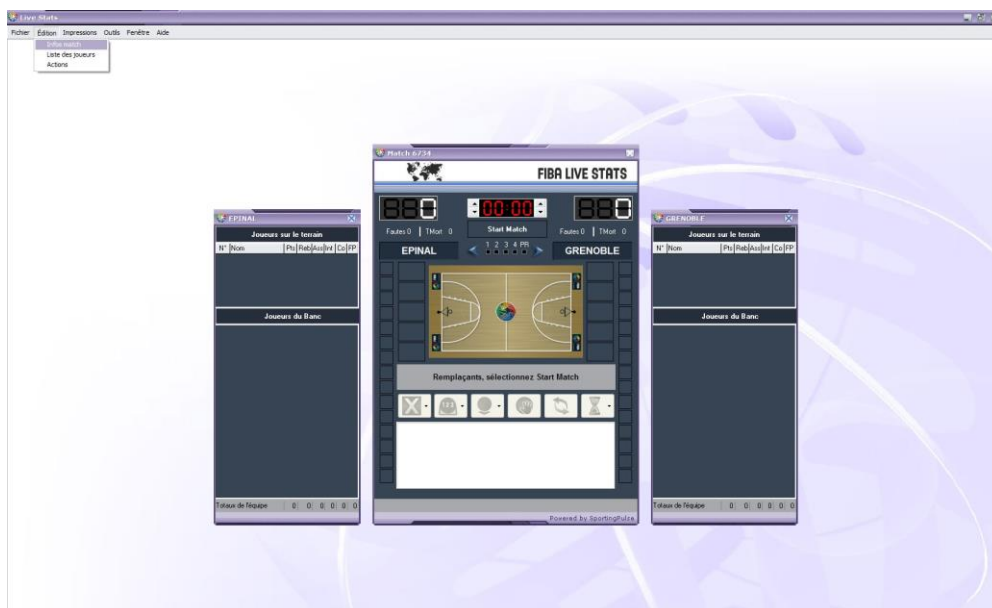 Live Stats
Fichier Édition Impressions Outils Fenêtre Aide
Infos match
Liste des joueurs
Actions
Match 6734
FIBA LIVE STATS
0 00:00 0
Fautes 0 TMort 0 Start Match Fautes 0 TMort 0
EPINAL 1 2 3 4 PR GRENOBLE
Remplaçants, sélectionnez Start Match
Powered by SportingPulse
EPINAL
Joueurs sur le terrain
N° Nom Pts Reb Ass Int Co FP
Joueurs du Banc
Totaux de l'équipe 0 0 0 0 0 0
GRENOBLE
Joueurs sur le terrain
N° Nom Pts Reb Ass Int Co FP
Joueurs du Banc
Totaux de l'équipe 0 0 0 0 0 0